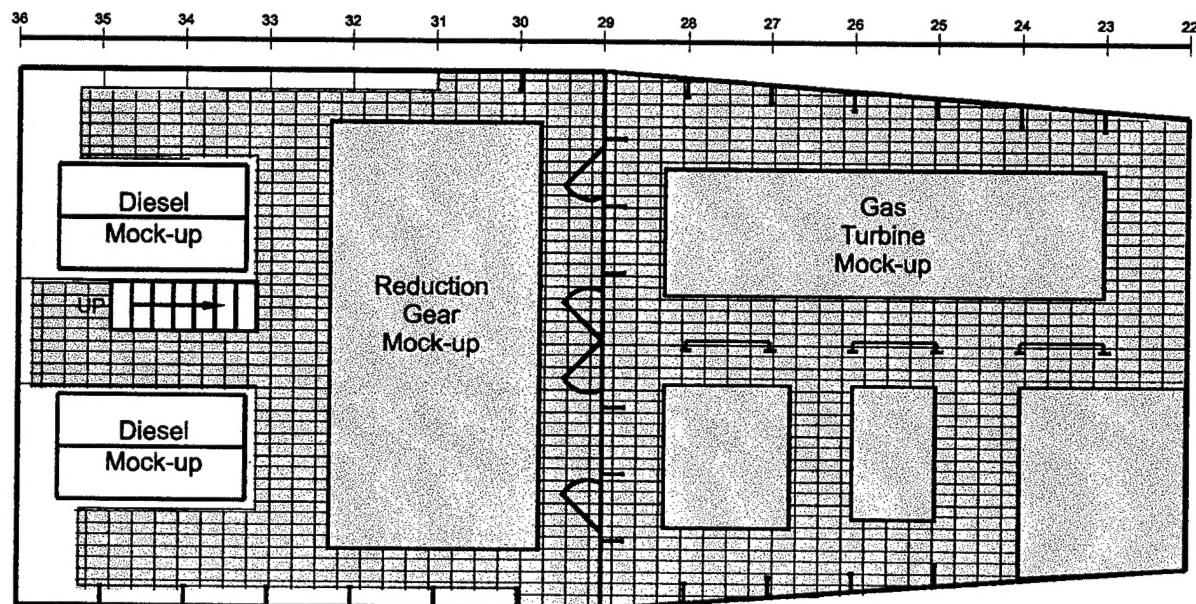 36 35 34 33 32 31 30 29 28 27 26 25 24 23 22
Diesel
Mock-up
Gas
Turbine
Mock-up
UP
Reduction
Gear
Mock-up
Diesel
Mock-up